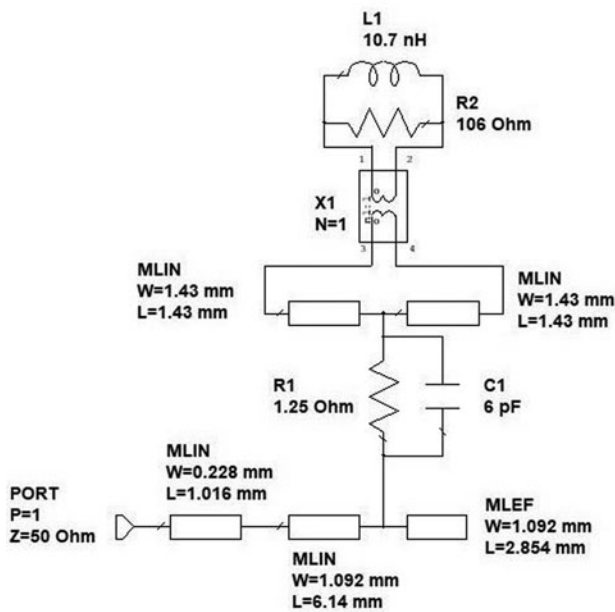 L1
10.7 nH
R2
106 Ohm
1
2
X1
N=1
o
n1:1
o
3
4
MLIN
W=1.43 mm
L=1.43 mm
MLIN
W=1.43 mm
L=1.43 mm
R1
1.25 Ohm
C1
6 pF
MLIN
W=0.228 mm
L=1.016 mm
PORT
P=1
Z=50 Ohm
MLEF
W=1.092 mm
L=2.854 mm
MLIN
W=1.092 mm
L=6.14 mm